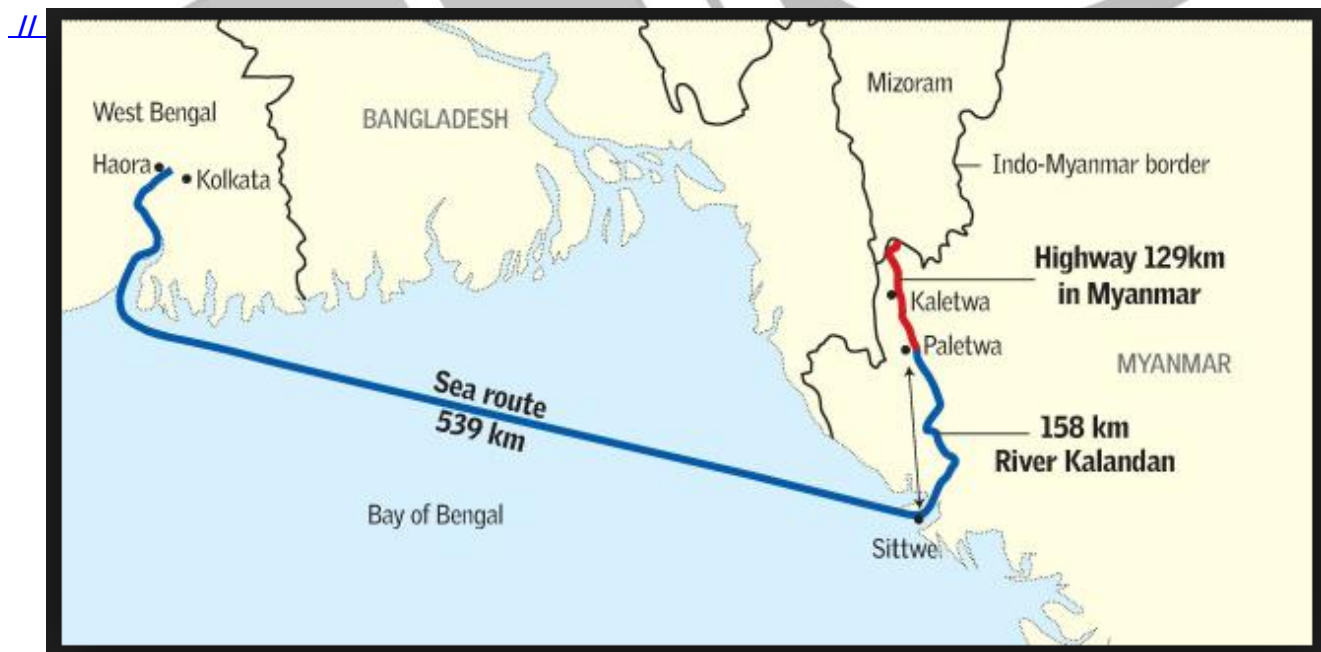 //
West Bengal
Haora
Kolkata
BANGLADESH
Mizoram
Indo-Myanmar border
Highway 129km
in Myanmar
Kaletwa
Paletwa
MYANMAR
Sea route
539 km
158 km
River Kalandan
Bay of Bengal
Sittwe